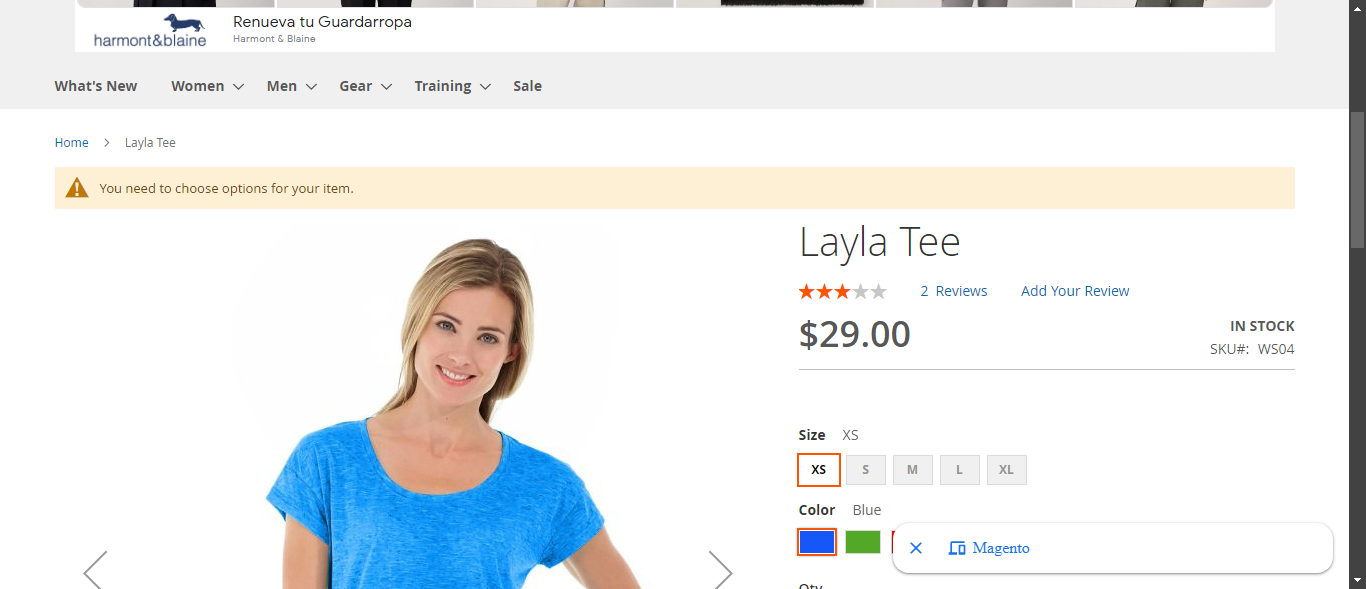 harmont&blaine
Renueva tu Guardarropa
Harmont & Blaine
What's New Women Men Gear Training Sale
Home Layla Tee
You need to choose options for your item.
Layla Tee
2 Reviews Add Your Review
$29.00
IN STOCK
SKU#: WS04
Size XS
XS S M L XL
Color Blue
Magento
Qty